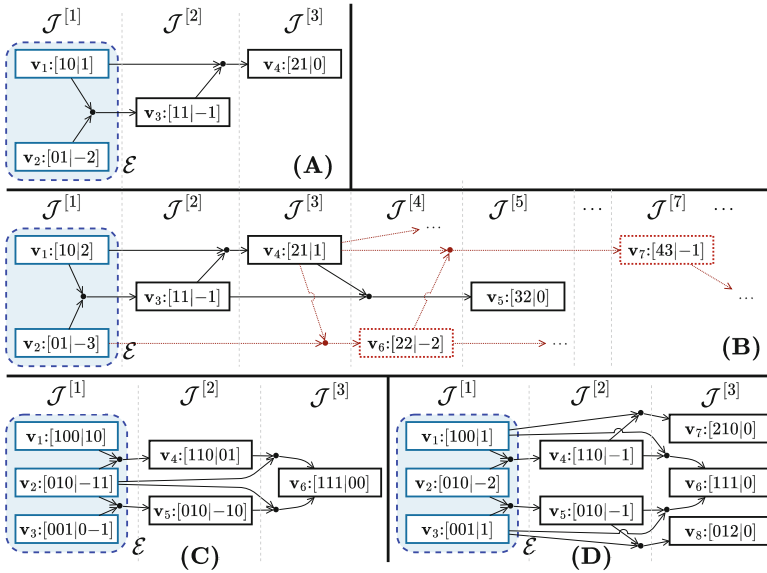 𝒥^[1] 𝒥^[2] 𝒥^[3]
v₁:[10|1] v₄:[21|0]
v₃:[11|−1]
v₂:[01|−2] ℰ (A)
𝒥^[1] 𝒥^[2] 𝒥^[3] 𝒥^[4] 𝒥^[5] ... 𝒥^[7] ...
...
v₁:[10|2] v₄:[21|1] v₇:[43|−1]
v₃:[11|−1] v₅:[32|0] ...
v₂:[01|−3] ℰ v₆:[22|−2] ... (B)
𝒥^[1] 𝒥^[2] 𝒥^[3]
v₁:[100|10]
v₄:[110|01]
v₂:[010|−11] v₆:[111|00]
v₅:[010|−10]
v₃:[001|0−1] ℰ (C)
𝒥^[1] 𝒥^[2] 𝒥^[3]
v₁:[100|1] v₇:[210|0]
v₄:[110|−1]
v₂:[010|−2] v₆:[111|0]
v₅:[010|−1]
v₃:[001|1] v₈:[012|0]
ℰ (D)